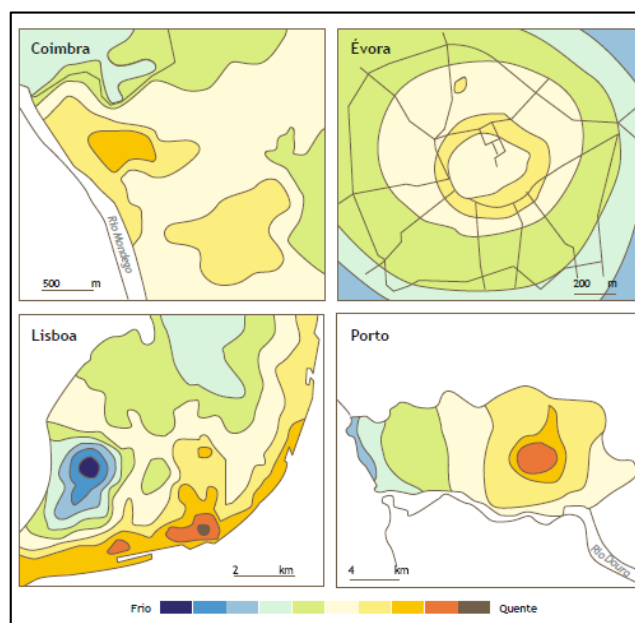 Coimbra
Rio Mondego
500 m
Évora
200 m
Lisboa
2 km
Porto
Rio Douro
4 km
Frio
Quente